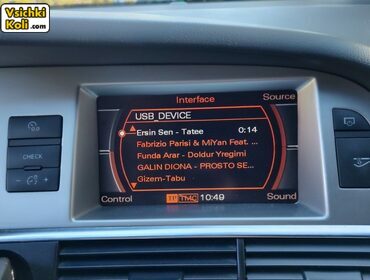 Vsichki
Koli.com
Interface
Source
USB_DEVICE
Ersin Sen - Tatee 0:14
Fabrizio Parisi & MiYan Feat...
Funda Arar - Doldur Yregimi
GALIN DIONA - PROSTO SE...
Gizem-Tabu
CHECK
Control
TP TMC 10:49
Sound